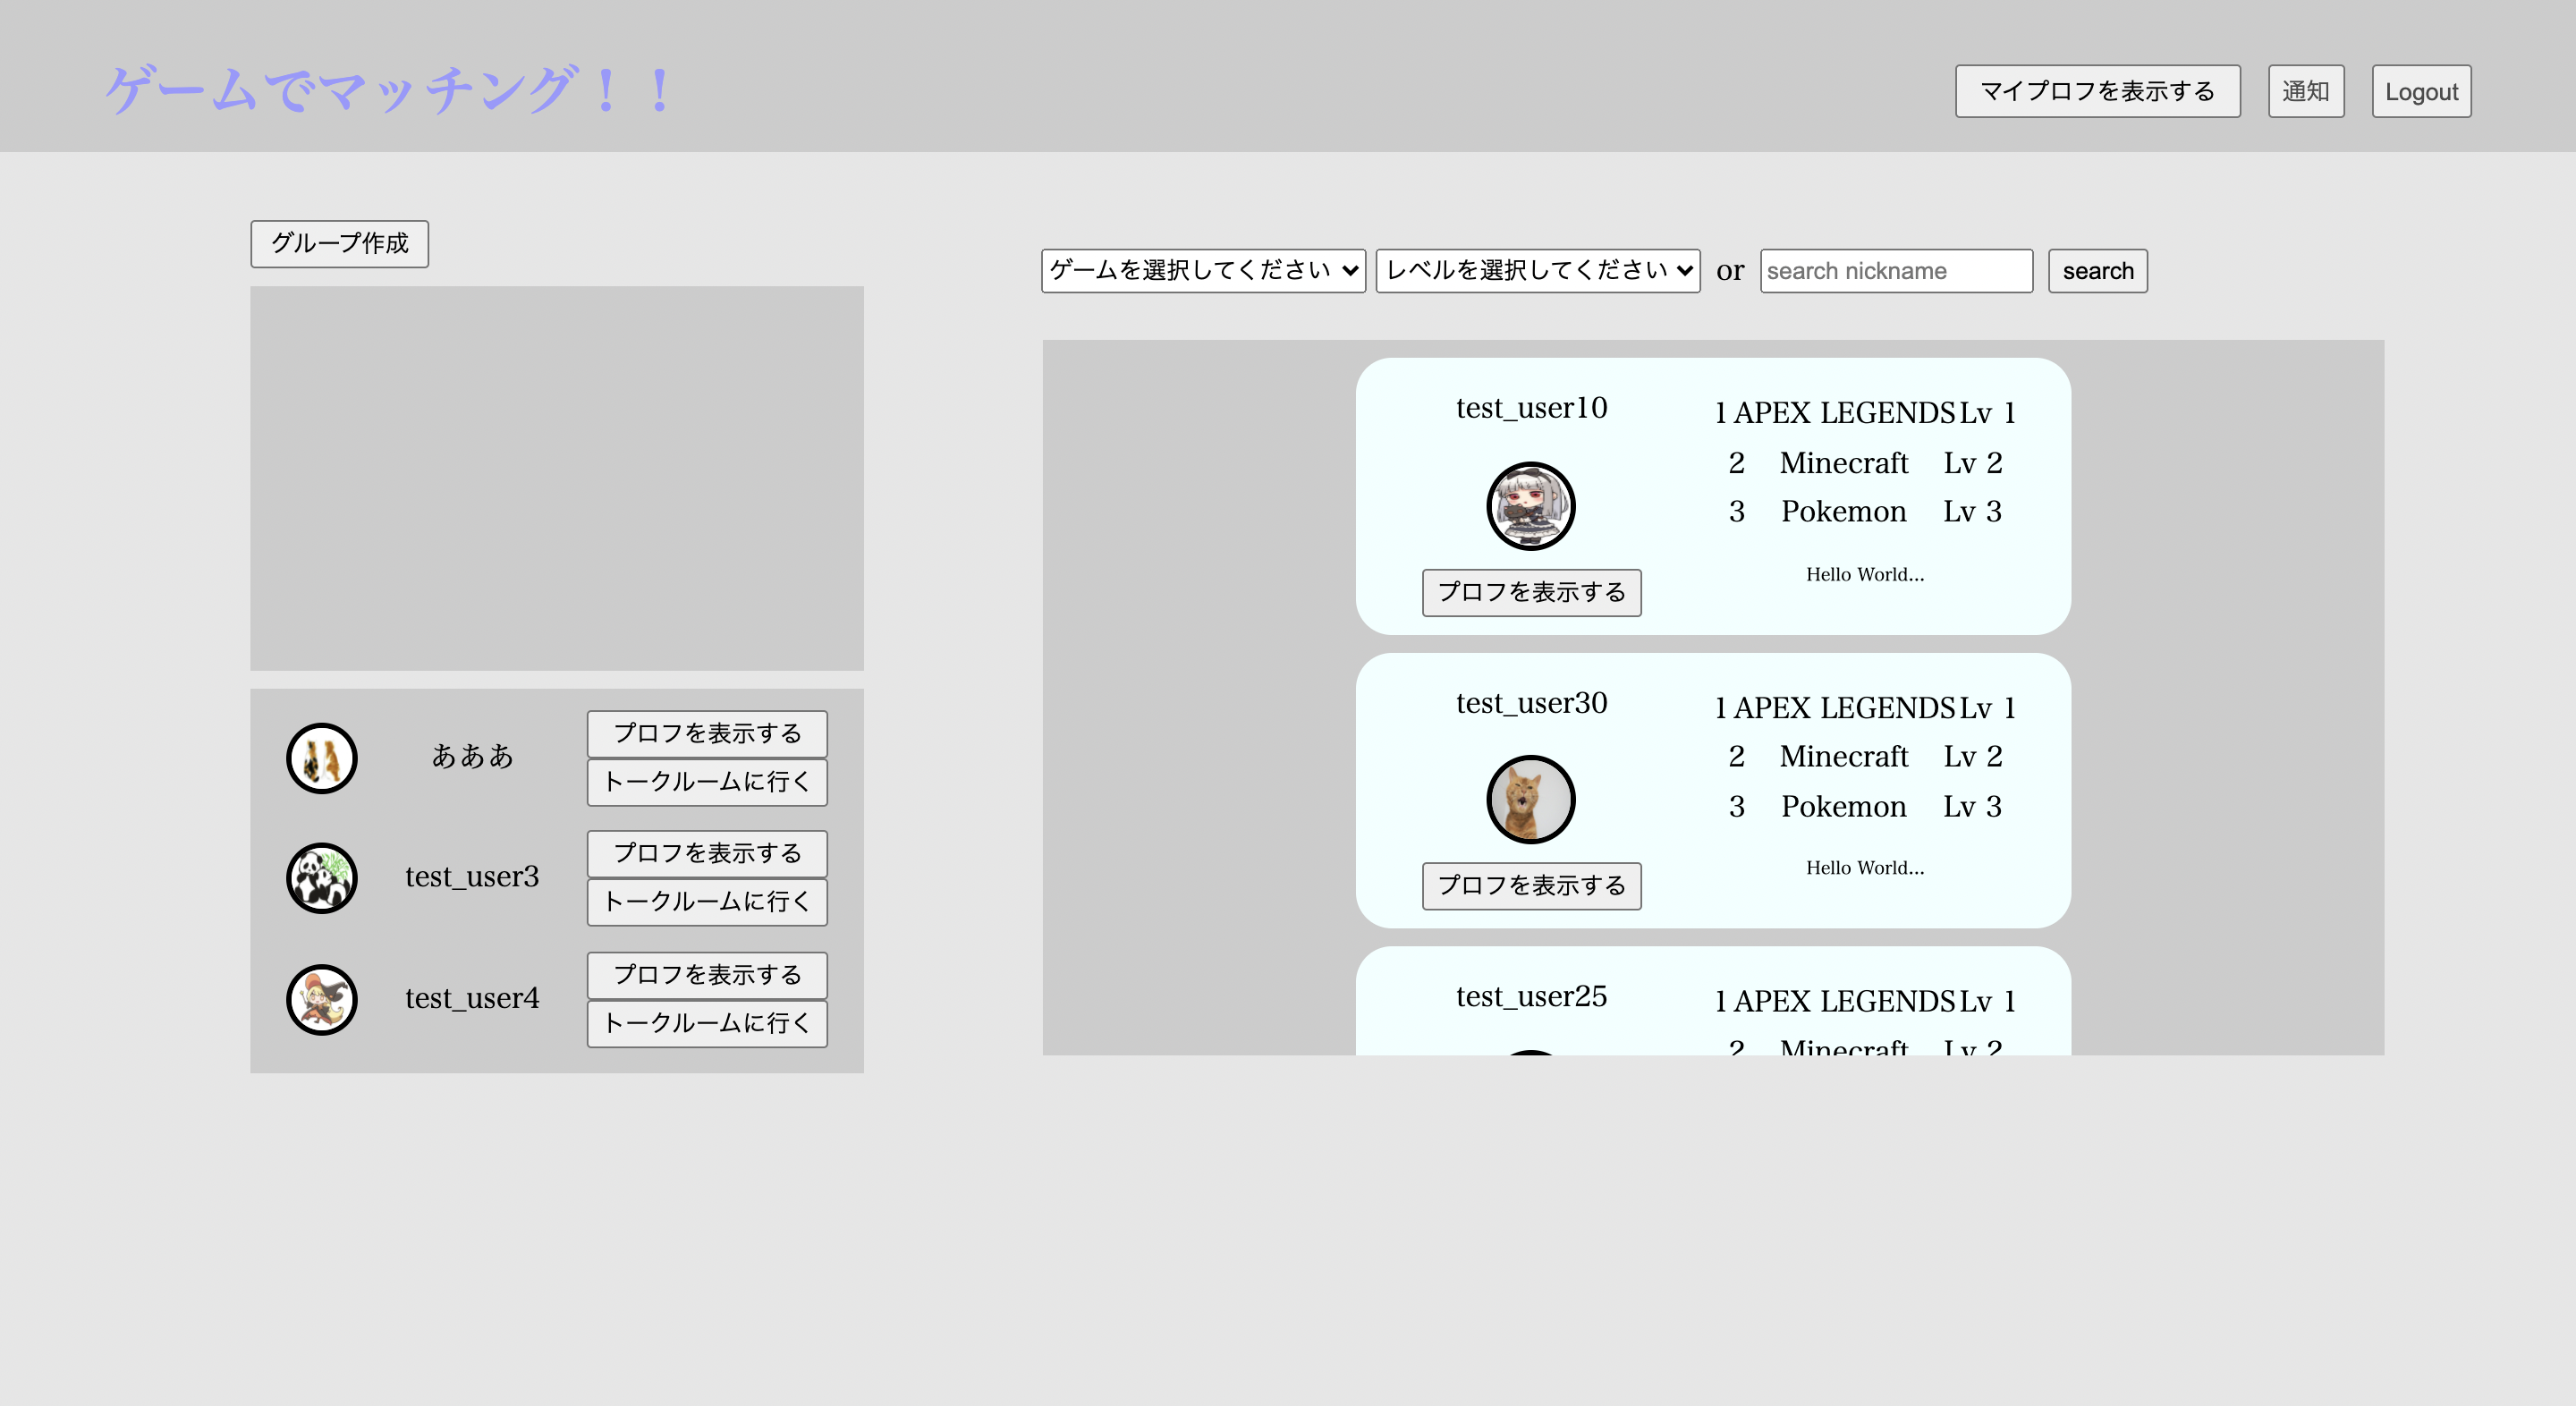 ゲームでマッチング！！
マイプロフを表示する 通知 Logout
グループ作成
ゲームを選択してください レベルを選択してください or search nickname search
test_user10
1 APEX LEGENDS Lv 1
2 Minecraft Lv 2
3 Pokemon Lv 3
Hello World...
プロフを表示する
test_user30
1 APEX LEGENDS Lv 1
2 Minecraft Lv 2
3 Pokemon Lv 3
Hello World...
プロフを表示する
test_user25
1 APEX LEGENDS Lv 1
2 Minecraft Lv 2
あああ
プロフを表示する
トークルームに行く
test_user3
プロフを表示する
トークルームに行く
test_user4
プロフを表示する
トークルームに行く